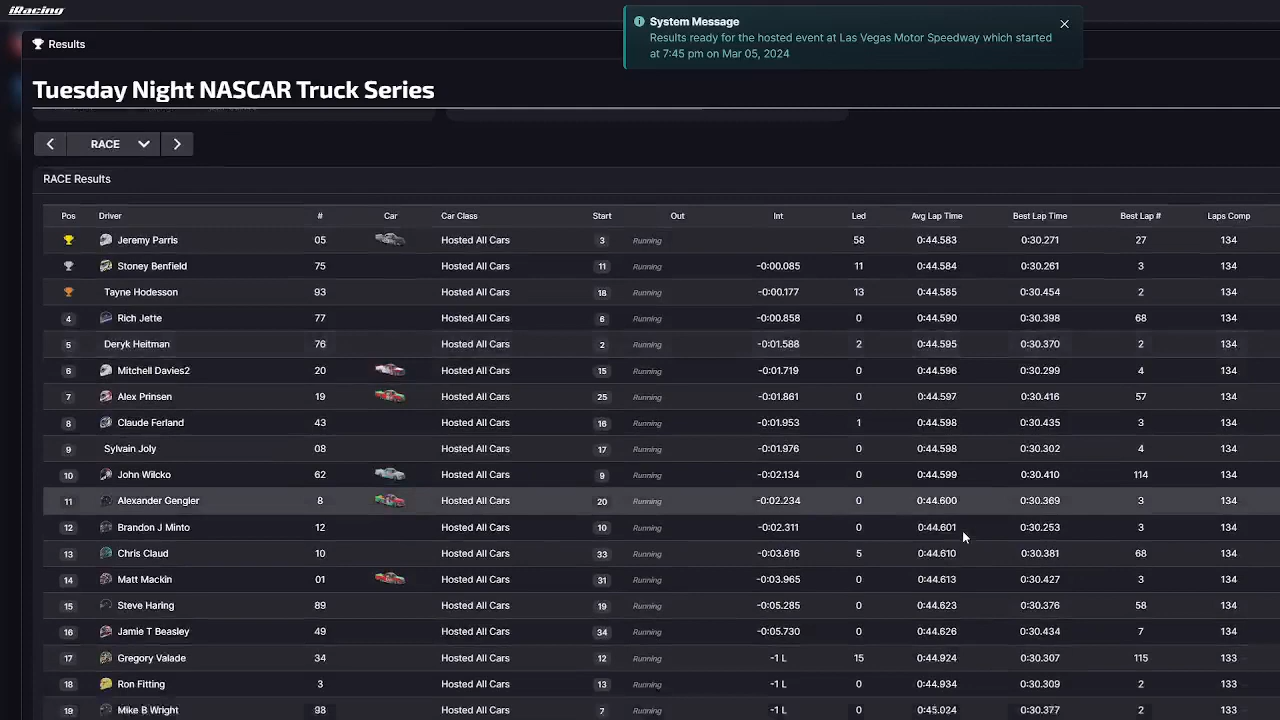 iRacing
System Message
Results ready for the hosted event at Las Vegas Motor Speedway which started
at 7:45 pm on Mar 05, 2024
Results
Tuesday Night NASCAR Truck Series
RACE
RACE Results
Pos Driver # Car Car Class Start Out Int Led Avg Lap Time Best Lap Time Best Lap # Laps Comp
Jeremy Parris 05 Hosted All Cars 3 Running 58 0:44.583 0:30.271 27 134
Stoney Benfield 75 Hosted All Cars 11 Running -0:00.085 11 0:44.584 0:30.261 3 134
Tayne Hodesson 93 Hosted All Cars 18 Running -0:00.177 13 0:44.585 0:30.454 2 134
4 Rich Jette 77 Hosted All Cars 6 Running -0:00.858 0 0:44.590 0:30.398 68 134
5 Deryk Heitman 76 Hosted All Cars 2 Running -0:01.588 2 0:44.595 0:30.370 2 134
6 Mitchell Davies2 20 Hosted All Cars 15 Running -0:01.719 0 0:44.596 0:30.299 4 134
7 Alex Prinsen 19 Hosted All Cars 25 Running -0:01.861 0 0:44.597 0:30.416 57 134
8 Claude Ferland 43 Hosted All Cars 16 Running -0:01.953 1 0:44.598 0:30.435 3 134
9 Sylvain Joly 08 Hosted All Cars 17 Running -0:01.976 0 0:44.598 0:30.302 4 134
10 John Wilcko 62 Hosted All Cars 9 Running -0:02.134 0 0:44.599 0:30.410 114 134
11 Alexander Gengler 8 Hosted All Cars 20 Running -0:02.234 0 0:44.600 0:30.369 3 134
12 Brandon J Minto 12 Hosted All Cars 10 Running -0:02.311 0 0:44.601 0:30.253 3 134
13 Chris Claud 10 Hosted All Cars 33 Running -0:03.616 5 0:44.610 0:30.381 68 134
14 Matt Mackin 01 Hosted All Cars 31 Running -0:03.965 0 0:44.613 0:30.427 3 134
15 Steve Haring 89 Hosted All Cars 19 Running -0:05.285 0 0:44.623 0:30.376 58 134
16 Jamie T Beasley 49 Hosted All Cars 34 Running -0:05.730 0 0:44.626 0:30.434 7 134
17 Gregory Valade 34 Hosted All Cars 12 Running -1 L 15 0:44.924 0:30.307 115 133
18 Ron Fitting 3 Hosted All Cars 13 Running -1 L 0 0:44.934 0:30.309 2 133
19 Mike B Wright 98 Hosted All Cars 7 Running -1 L 0 0:45.024 0:30.377 2 133